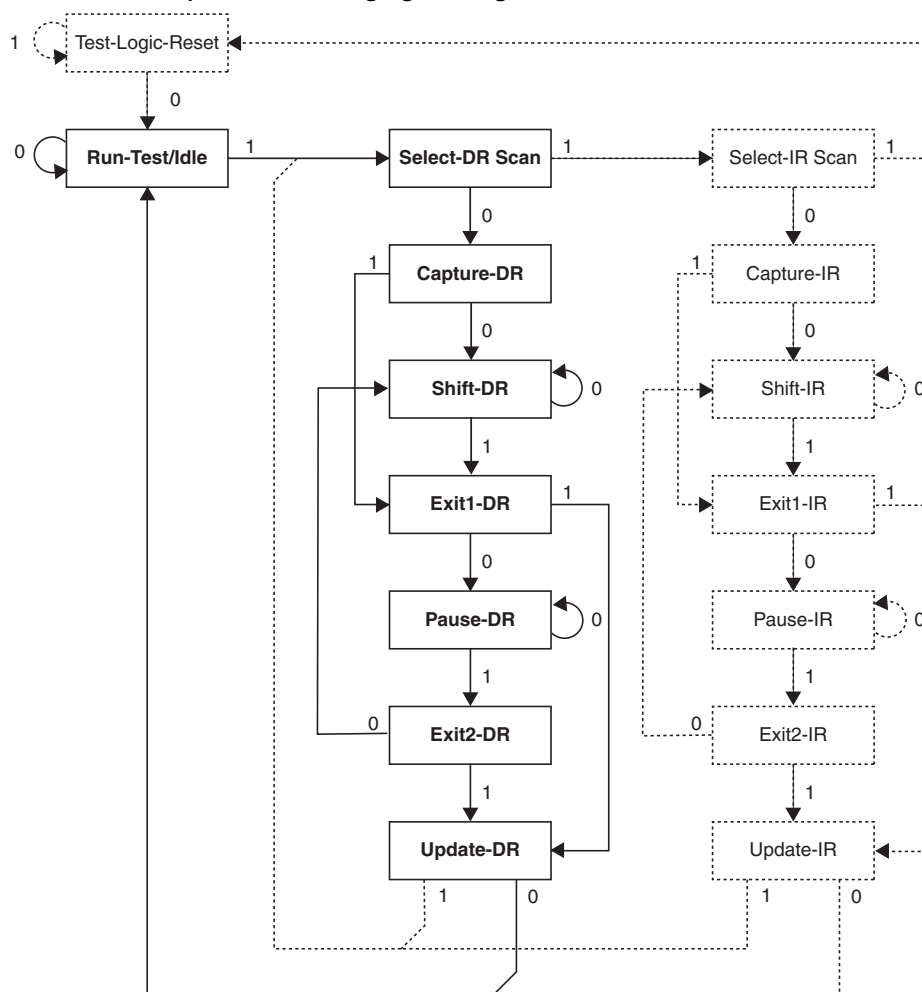 1
Test-Logic-Reset
0
0
Run-Test/Idle
1
Select-DR Scan
1
Select-IR Scan
1
0
0
1
Capture-DR
1
Capture-IR
0
0
Shift-DR
0
Shift-IR
0
1
1
Exit1-DR
1
Exit1-IR
1
0
0
Pause-DR
0
Pause-IR
0
1
1
0
Exit2-DR
0
Exit2-IR
1
1
Update-DR
Update-IR
1
0
1
0